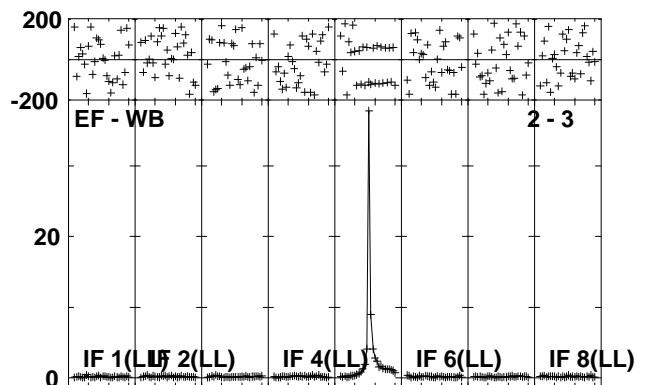 200
-200
EF - WB 2 - 3
20
IF 1(LL) IF 2(LL) IF 4(LL) IF 6(LL) IF 8(LL)
0